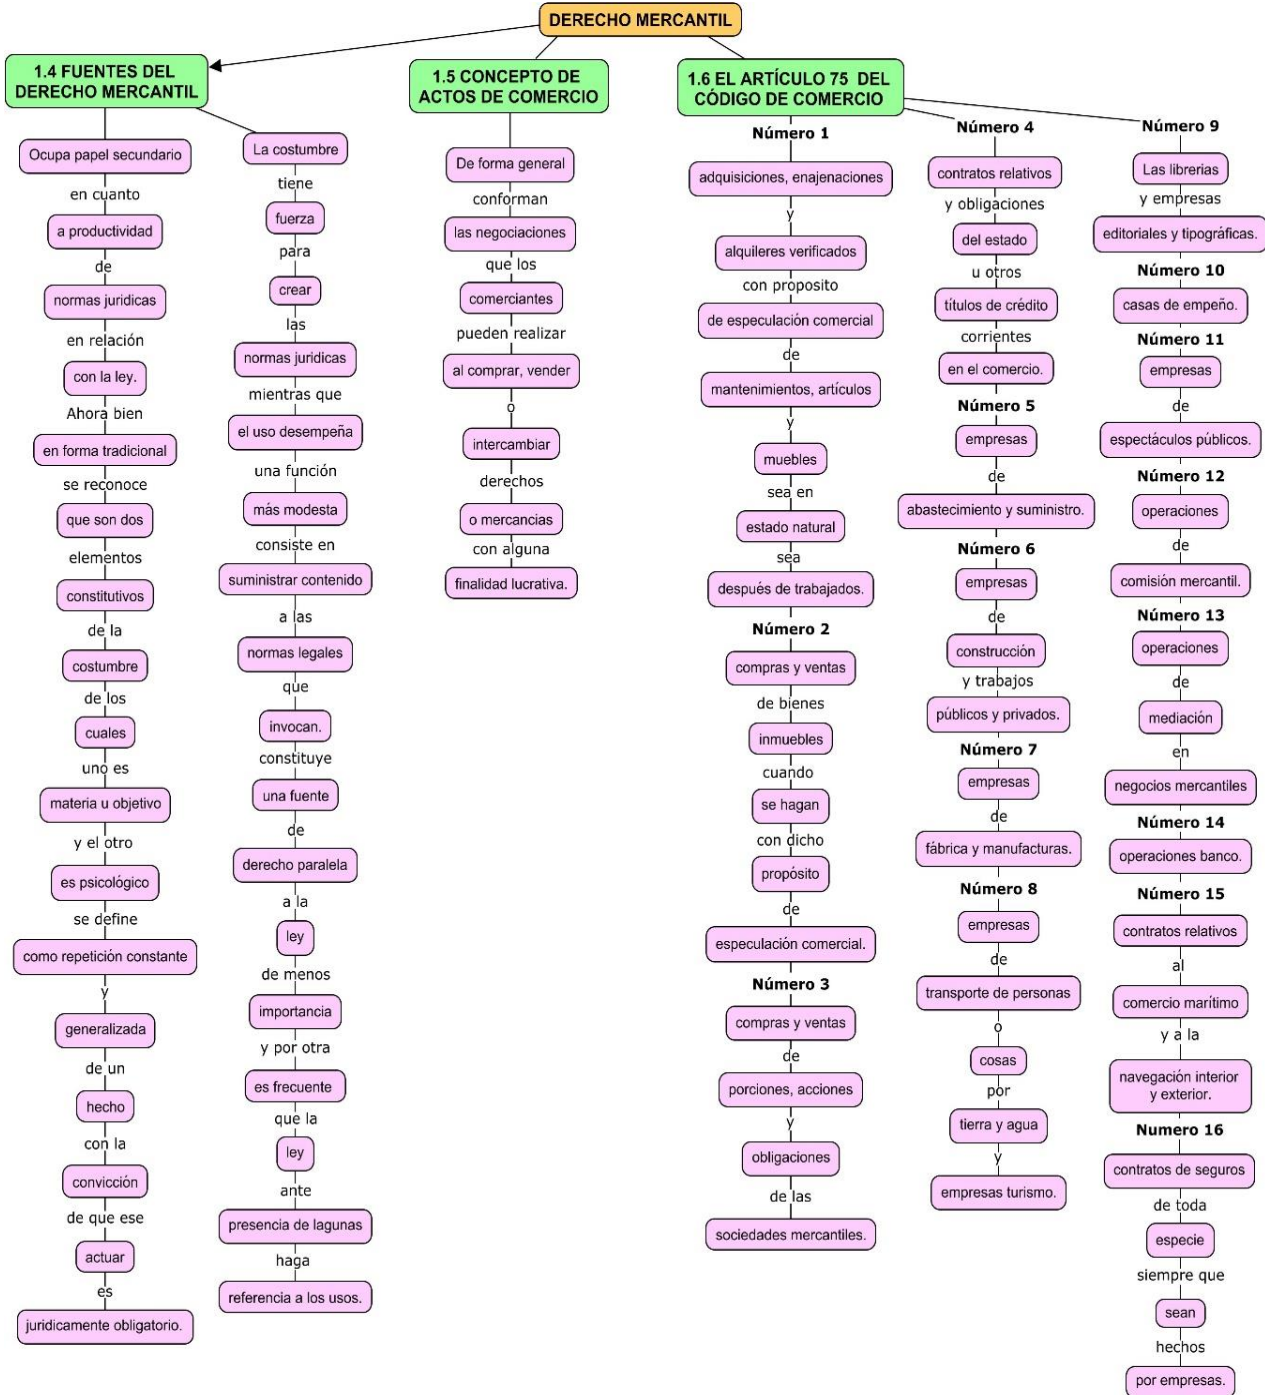 DERECHO MERCANTIL
1.4 FUENTES DEL
DERECHO MERCANTIL
Ocupa papel secundario
en cuanto
a productividad
de
normas juridicas
en relación
con la ley.
Ahora bien
en forma tradicional
se reconoce
que son dos
elementos
constitutivos
de la
costumbre
de los
cuales
uno es
materia u objetivo
y el otro
es psicológico
se define
como repetición constante
y
generalizada
de un
hecho
con la
convicción
de que ese
actuar
es
juridicamente obligatorio.
La costumbre
tiene
fuerza
para
crear
las
normas juridicas
mientras que
el uso desempeña
una función
más modesta
consiste en
suministrar contenido
a las
normas legales
que
invocan.
constituye
una fuente
de
derecho paralela
a la
ley
de menos
importancia
y por otra
es frecuente
que la
ley
ante
presencia de lagunas
haga
referencia a los usos.
1.5 CONCEPTO DE
ACTOS DE COMERCIO
De forma general
conforman
las negociaciones
que los
comerciantes
pueden realizar
al comprar, vender
o
intercambiar
derechos
o mercancias
con alguna
finalidad lucrativa.
1.6 EL ARTÍCULO 75 DEL
CÓDIGO DE COMERCIO
Número 1
adquisiciones, enajenaciones
y
alquileres verificados
con proposito
de especulación comercial
de
mantenimientos, artículos
y
muebles
sea en
estado natural
sea
después de trabajados.
Número 2
compras y ventas
de bienes
inmuebles
cuando
se hagan
con dicho
propósito
de
especulación comercial.
Número 3
compras y ventas
de
porciones, acciones
y
obligaciones
de las
sociedades mercantiles.
Número 4
contratos relativos
y obligaciones
del estado
u otros
títulos de crédito
corrientes
en el comercio.
Número 5
empresas
de
abastecimiento y suministro.
Número 6
empresas
de
construcción
y trabajos
públicos y privados.
Número 7
empresas
de
fábrica y manufacturas.
Número 8
empresas
de
transporte de personas
o
cosas
por
tierra y agua
y
empresas turismo.
Número 9
Las librerias
y empresas
editoriales y tipográficas.
Número 10
casas de empeño.
Número 11
empresas
de
espectáculos públicos.
Número 12
operaciones
de
comisión mercantil.
Número 13
operaciones
de
mediación
en
negocios mercantiles
Número 14
operaciones banco.
Número 15
contratos relativos
al
comercio marítimo
y a la
navegación interior
y exterior.
Numero 16
contratos de seguros
de toda
especie
siempre que
sean
hechos
por empresas.